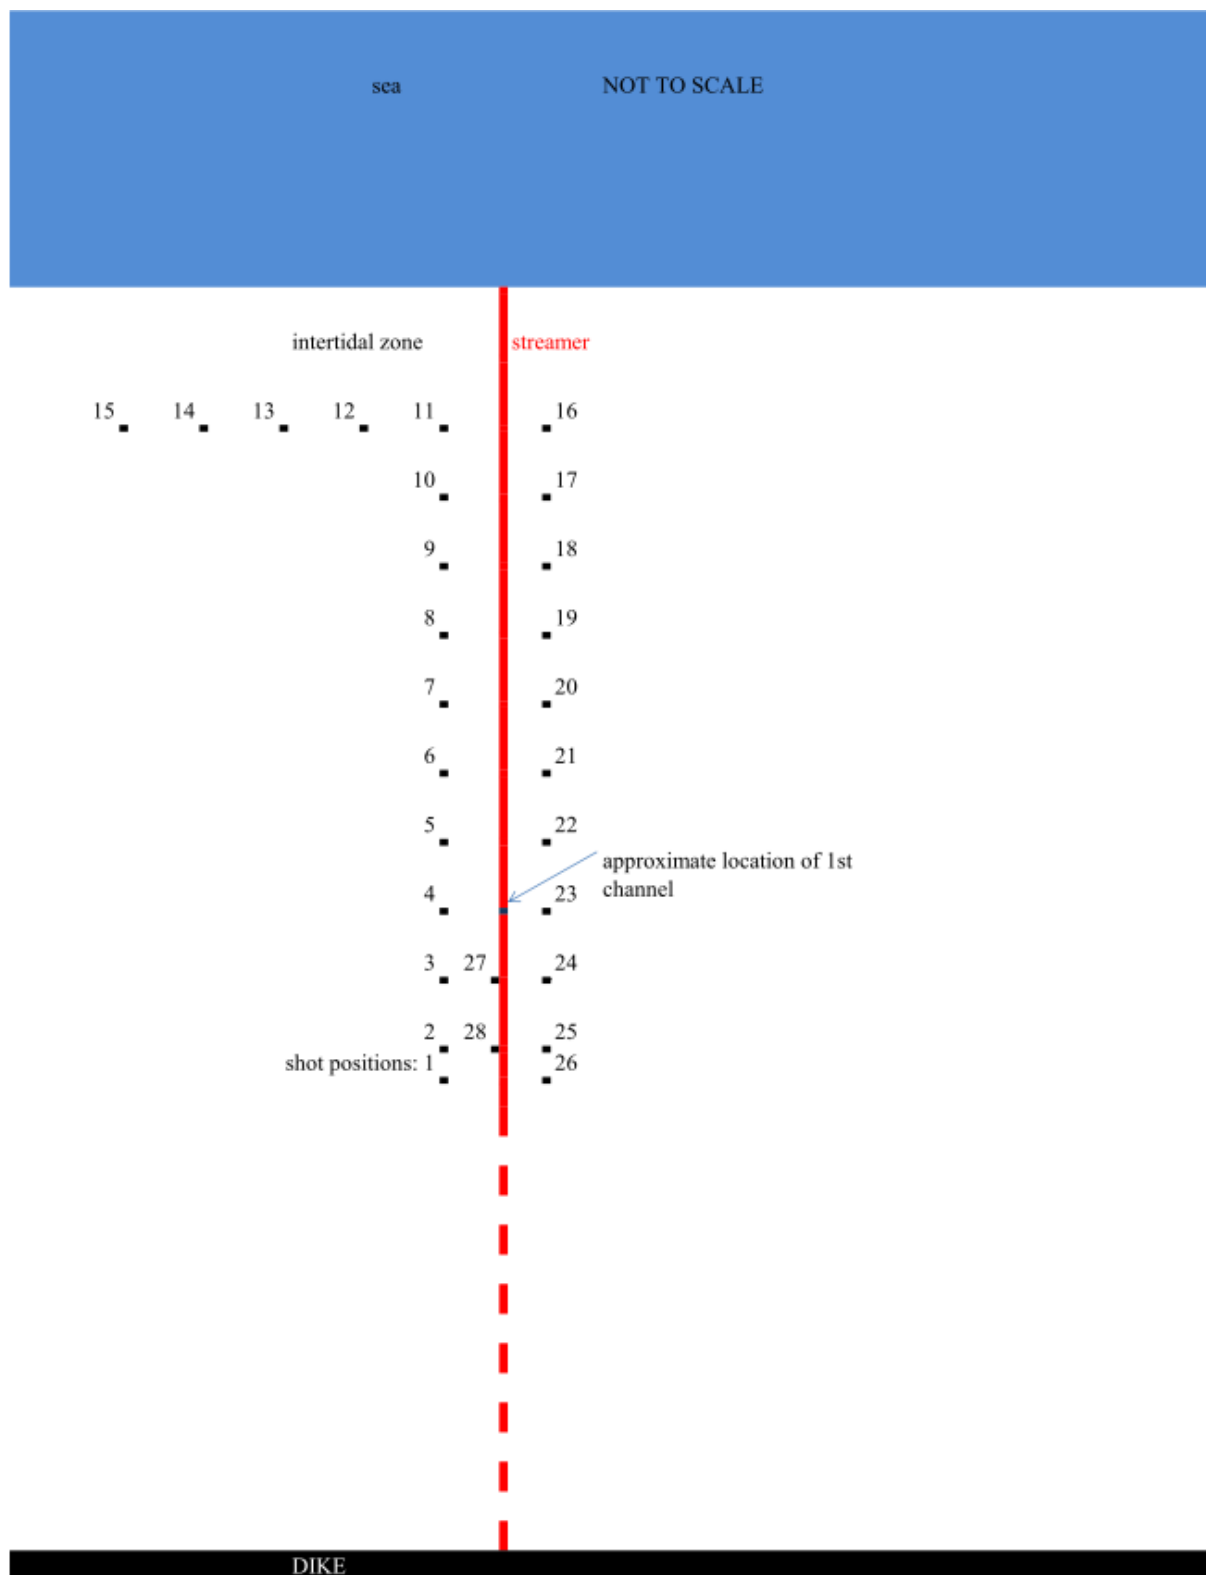 sea NOT TO SCALE
intertidal zone streamer
15 14 13 12 11 16
10 17
9 18
8 19
7 20
6 21
5 22
approximate location of 1st
channel
4 23
3 27 24
2 28 25
shot positions: 1 26
DIKE